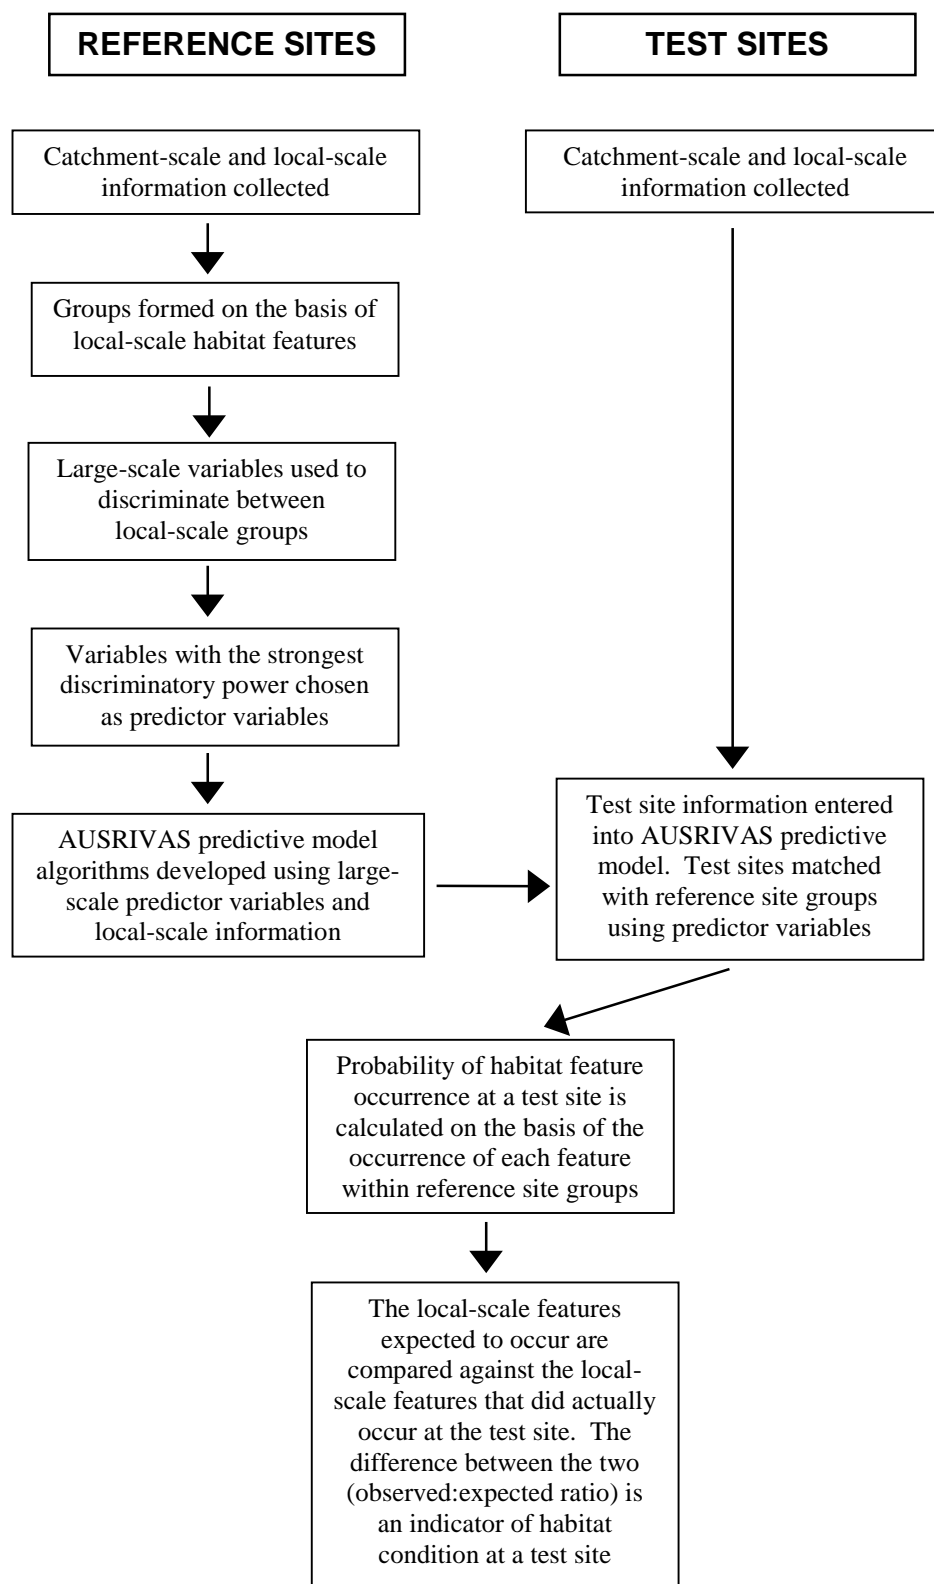 REFERENCE SITES
TEST SITES
Catchment-scale and local-scale
information collected
Catchment-scale and local-scale
information collected
Groups formed on the basis of
local-scale habitat features
Large-scale variables used to
discriminate between
local-scale groups
Variables with the strongest
discriminatory power chosen
as predictor variables
AUSRIVAS predictive model
algorithms developed using large-
scale predictor variables and
local-scale information
Test site information entered
into AUSRIVAS predictive
model.  Test sites matched
with reference site groups
using predictor variables
Probability of habitat feature
occurrence at a test site is
calculated on the basis of the
occurrence of each feature
within reference site groups
The local-scale features
expected to occur are
compared against the local-
scale features that did actually
occur at the test site.  The
difference between the two
(observed:expected ratio) is
an indicator of habitat
condition at a test site